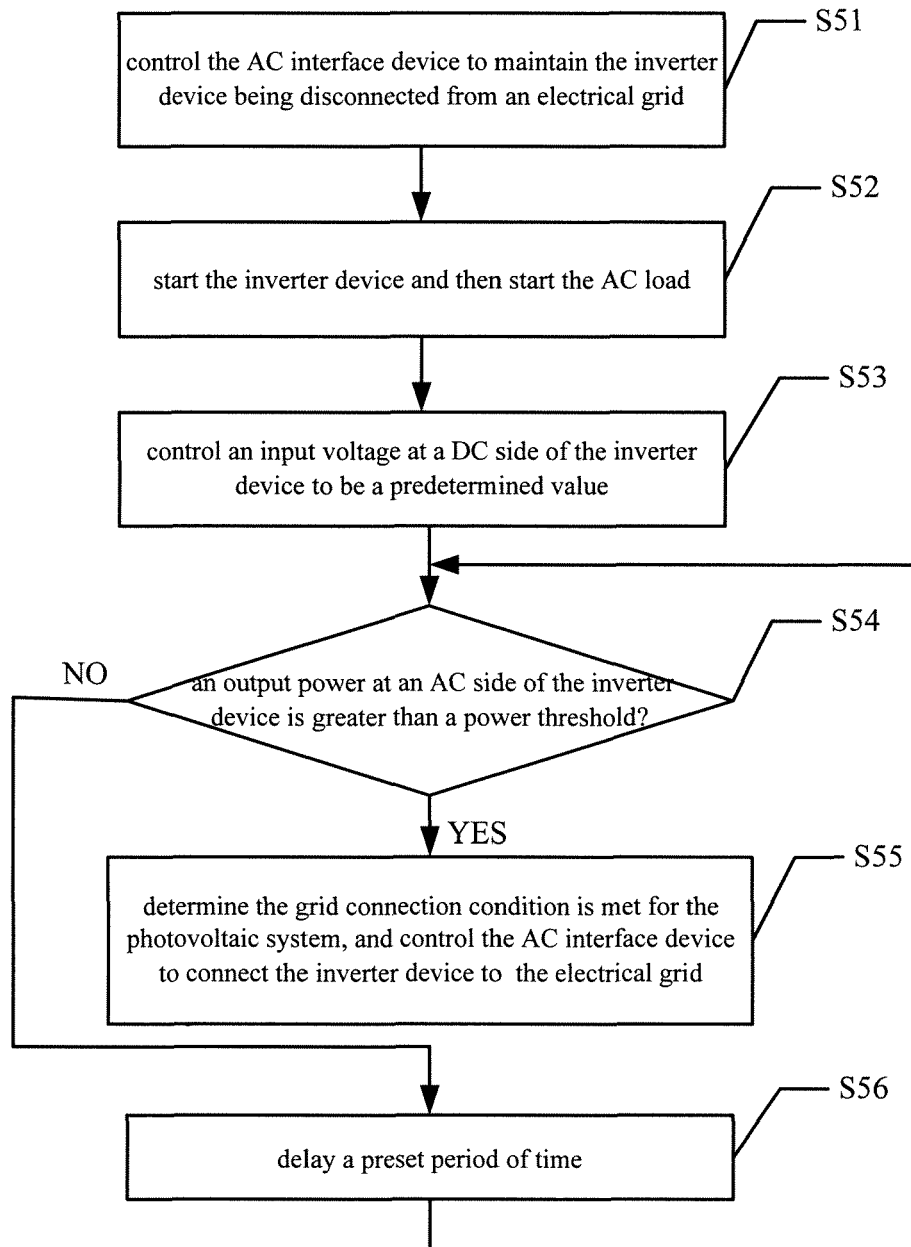 S51
control the AC interface device to maintain the inverter
device being disconnected from an electrical grid
S52
start the inverter device and then start the AC load
S53
control an input voltage at a DC side of the inverter
device to be a predetermined value
S54
NO
an output power at an AC side of the inverter
device is greater than a power threshold?
YES
S55
determine the grid connection condition is met for the
photovoltaic system, and control the AC interface device
to connect the inverter device to the electrical grid
S56
delay a preset period of time